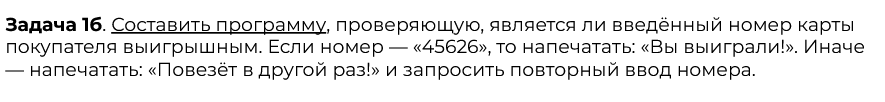 Задача 1б. Составить программу, проверяющую, является ли введённый номер карты
покупателя выигрышным. Если номер — «45626», то напечатать: «Вы выиграли!». Иначе
— напечатать: «Повезёт в другой раз!» и запросить повторный ввод номера.